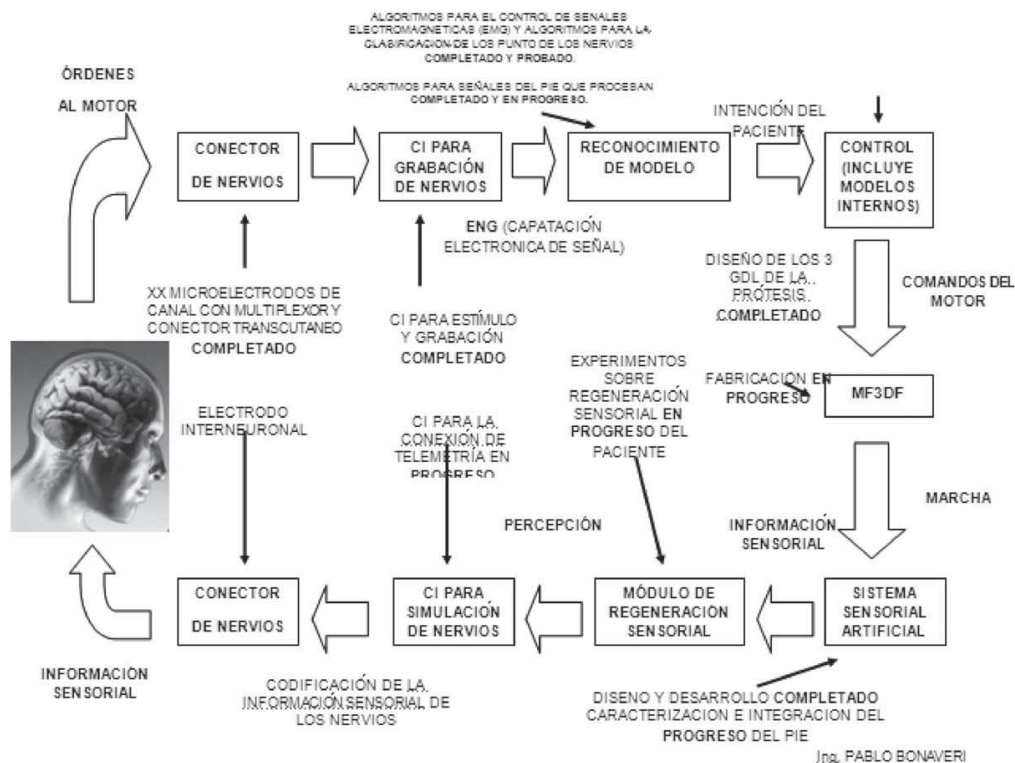 ALGORITMOS PARA EL CONTROL DE SENALES
ELECTROMAGNETICAS (EMG) Y ALGORITMOS PARA LA
CLASIFICACION DE LOS PUNTO DE LOS NERVIOS
COMPLETADO Y PROBADO.
ALGORITMOS PARA SEÑALES DEL PIE QUE PROCESAN
COMPLETADO Y EN PROGRESO.
ÓRDENES
AL MOTOR
CONECTOR
DE NERVIOS
CI PARA
GRABACIÓN
DE NERVIOS
RECONOCIMIENTO
DE MODELO
INTENCIÓN DEL
PACIENTE
CONTROL
(INCLUYE
MODELOS
INTERNOS)
ENG (CAPATACIÓN
ELECTRONICA DE SEÑAL)
XX MICROELECTRODOS DE
CANAL CON MULTIPLEXOR Y
CONECTOR TRANSCUTANEO
COMPLETADO
CI PARA ESTÍMULO
Y GRABACIÓN
COMPLETADO
DISEÑO DE LOS 3
GDL DE LA
PRÓTESIS
COMPLETADO
COMANDOS DEL
MOTOR
EXPERIMENTOS
SOBRE
REGENERACIÓN
SENSORIAL EN
PROGRESO DEL
PACIENTE
FABRICACIÓN EN
PROGRESO
MF3DF
ELECTRODO
INTERNEURONAL
CI PARA LA
CONEXIÓN DE
TELEMETRÍA EN
PROGRESO
MARCHA
PERCEPCIÓN
INFORMACIÓN
SENSORIAL
CONECTOR
DE NERVIOS
CI PARA
SIMULACIÓN
DE NERVIOS
MÓDULO DE
REGENERACIÓN
SENSORIAL
SISTEMA
SENSORIAL
ARTIFICIAL
INFORMACIÓN
SENSORIAL
CODIFICACIÓN DE LA
INFORMACIÓN SENSORIAL DE
LOS NERVIOS
DISENO Y DESARROLLO COMPLETADO
CARACTERIZACION E INTEGRACION DEL
PROGRESO DEL PIE
Ing. PABLO BONAVERI